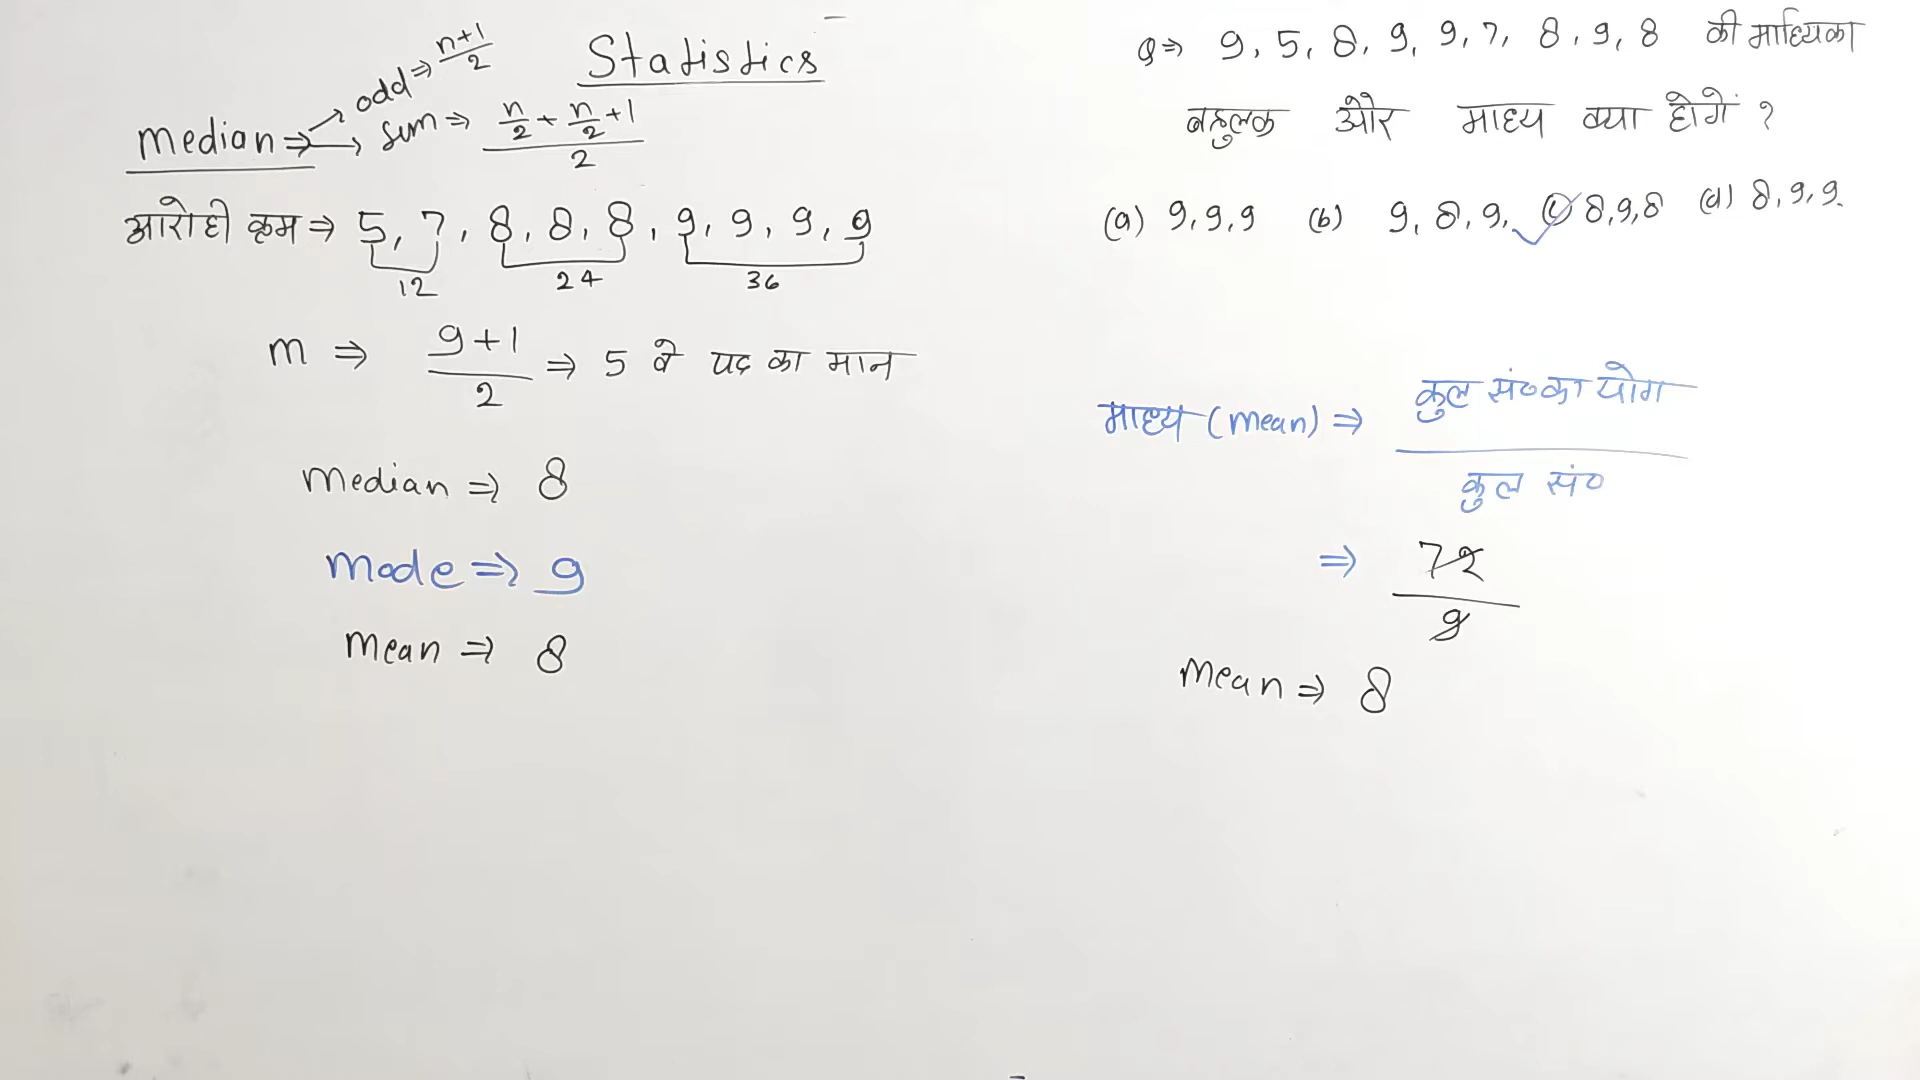 Statistics
Median ⇒ → odd ⇒ n+1/2
→ sum ⇒ n/2 + n/2 + 1 / 2
आरोही क्रम ⇒ 5, 7, 8, 8, 8, 9, 9, 9, 9
12 24 36
m ⇒ 9+1/2 ⇒ 5 वे पद का मान
Median ⇒ 8
Mode ⇒ 9
Mean ⇒ 8
Q ⇒ 9, 5, 8, 9, 9, 7, 8, 9, 8 की माध्यिका
बहुलक और माध्य क्या होगें ?
(a) 9, 9, 9 (b) 9, 8, 9, (c) 8, 9, 8 (d) 8, 9, 9.
माध्य (mean) ⇒ कुल सं० का योग / कुल सं०
⇒ 72/9
Mean ⇒ 8